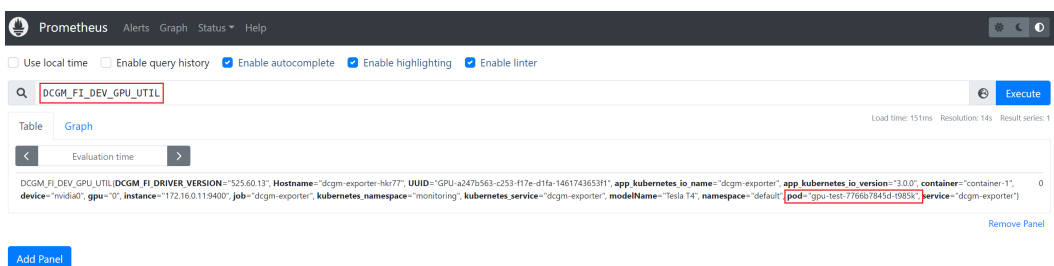 Prometheus Alerts Graph Status Help
Use local time Enable query history Enable autocomplete Enable highlighting Enable linter
DCGM_FI_DEV_GPU_UTIL Execute
Load time: 151ms Resolution: 14s Result series: 1
Table Graph
Evaluation time
DCGM_FI_DEV_GPU_UTIL{DCGM_FI_DRIVER_VERSION="525.60.13", Hostname="dcgm-exporter-hkr77", UUID="GPU-a247b563-c253-f17e-d1fa-1461743653f1", app_kubernetes_io_name="dcgm-exporter", app_kubernetes_io_version="3.0.0", container="container-1", 0
device="nvidia0", gpu="0", instance="172.16.0.11:9400", job="dcgm-exporter", kubernetes_namespace="monitoring", kubernetes_service="dcgm-exporter", modelName="Tesla T4", namespace="default", pod="gpu-test-7766b7845d-t985k", service="dcgm-exporter"}
Remove Panel
Add Panel